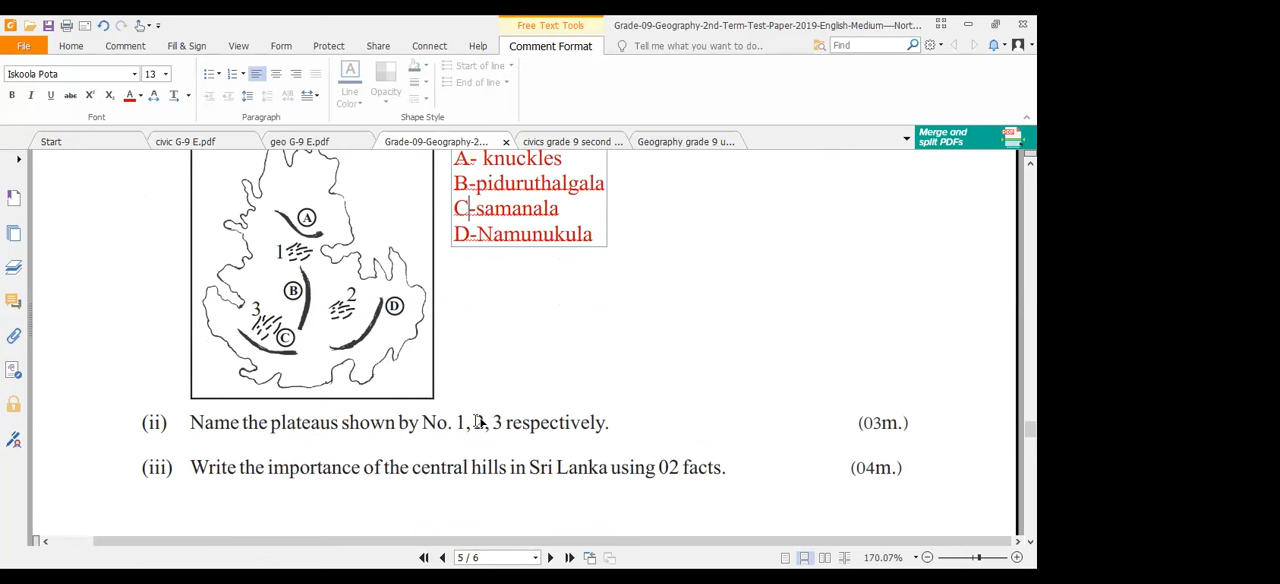 Free Text Tools
Grade-09-Geography-2nd-Term-Test-Paper-2019-English-Medium—Nort...
File
Home
Comment
Fill & Sign
View
Form
Protect
Share
Connect
Help
Comment Format
Tell me what you want to do..
Find
Iskoola Pota
13
Start of line
End of line
Line
Color
Opacity
B I U abc X² X₂ A A T
Font
Paragraph
Shape Style
Start
civic G-9 E.pdf
geo G-9 E.pdf
Grade-09-Geography-2...
civics grade 9 second ...
Geography grade 9 u...
Merge and
split PDFs
A- knuckles
B-piduruthalgala
C-samanala
D-Namunukula
A
1
B
2
D
3
C
(ii) Name the plateaus shown by No. 1, 2, 3 respectively. (03m.)
(iii) Write the importance of the central hills in Sri Lanka using 02 facts. (04m.)
5 / 6
170.07%